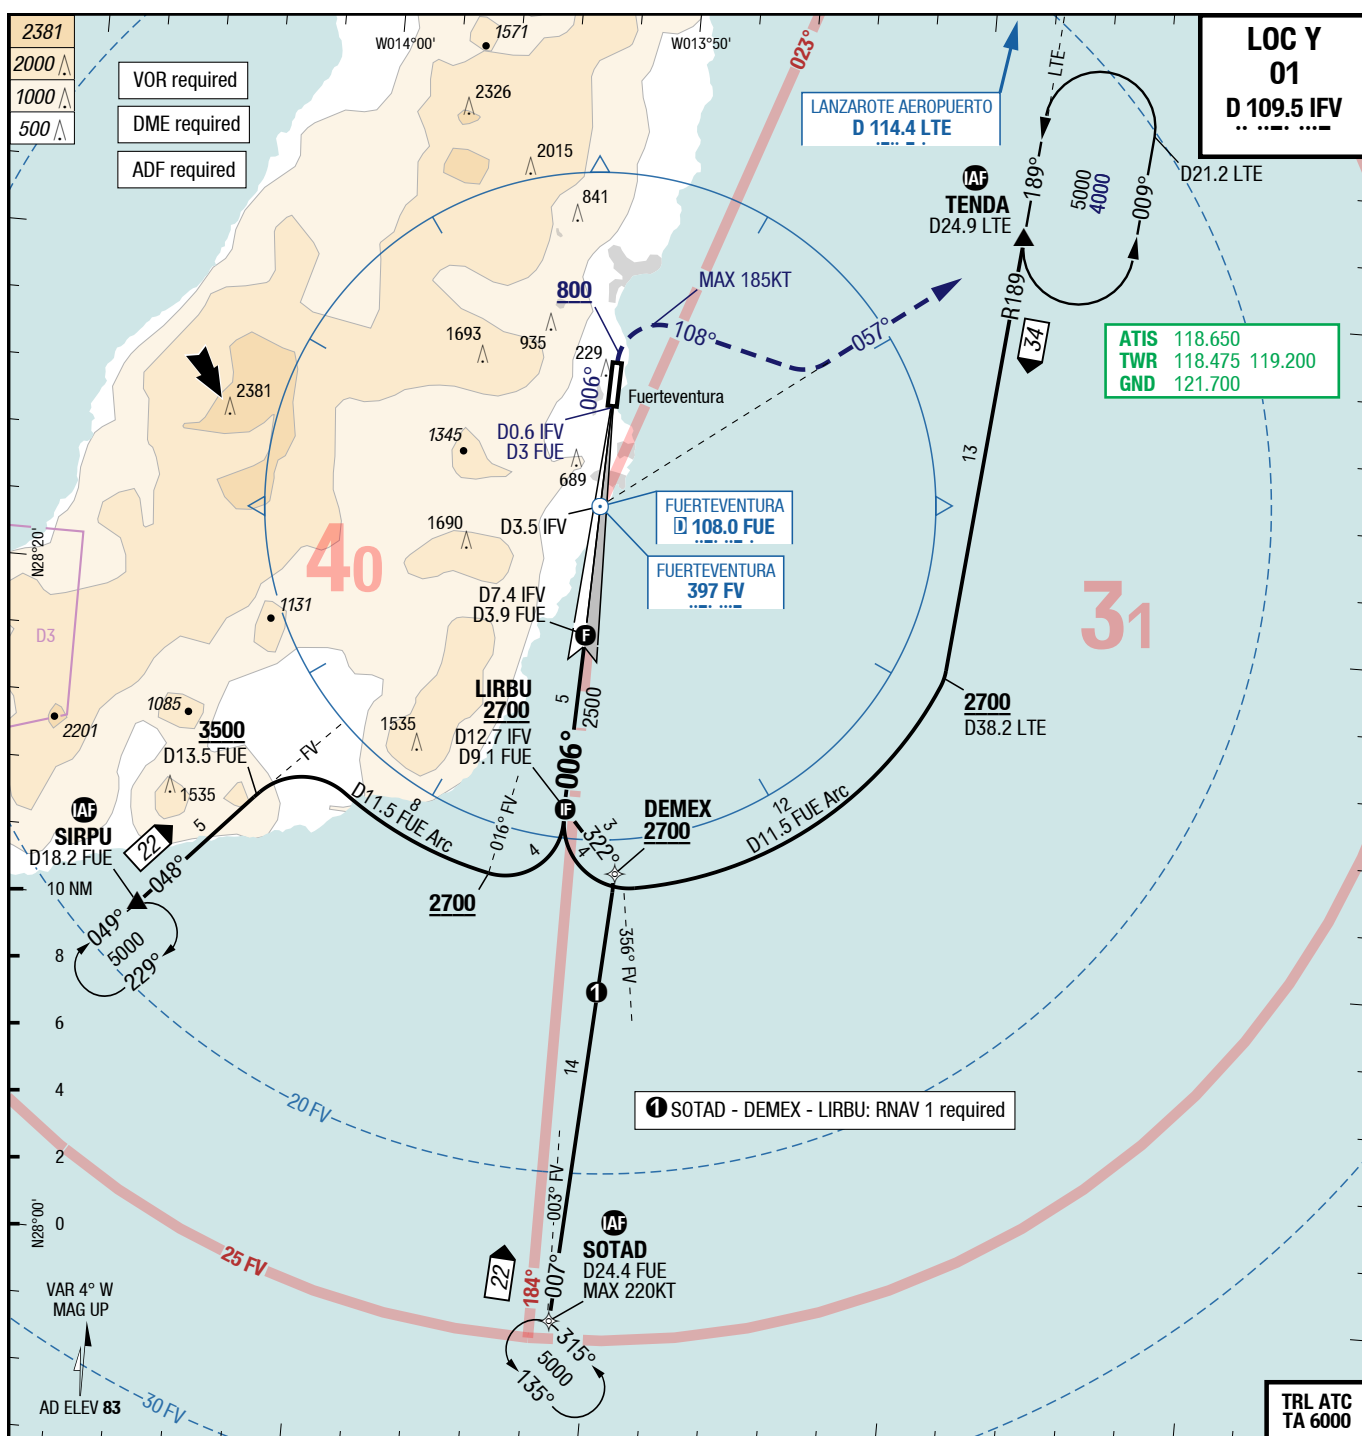 2381
2000
1000
500
VOR required
DME required
ADF required
W014°00'
W013°50'
1571
2326
2015
841
023°
LANZAROTE AEROPUERTO
D 114.4 LTE
LTE
LOC Y
01
D 109.5 IFV
D21.2 LTE
189°
5000
4000
009°
IAF
TENDA
D24.9 LTE
R189
34
800
MAX 185KT
108°
057°
1693
935
229
006°
Fuerteventura
ATIS 118.650
TWR 118.475 119.200
GND 121.700
2381
1345
D0.6 IFV
D3 FUE
689
13
1690
D3.5 IFV
FUERTEVENTURA
D 108.0 FUE
FUERTEVENTURA
397 FV
N28°20'
40
31
D3
1131
D7.4 IFV
D3.9 FUE
F
5
2500
006°
LIRBU
2700
D12.7 IFV
D9.1 FUE
2700
D38.2 LTE
2201
1085
3500
D13.5 FUE
FV
1535
1535
IAF
SIRPU
D18.2 FUE
22
5
048°
8
D11.5 FUE Arc
016° FV
4
IF
3
322°
4
DEMEX
2700
12
D11.5 FUE Arc
2700
10 NM
049°
5000
229°
8
6
4
2
0
356° FV
1
14
20 FV
1 SOTAD - DEMEX - LIRBU: RNAV 1 required
N28°00'
003° FV
25 FV
22
184°
007°
IAF
SOTAD
D24.4 FUE
MAX 220KT
315°
5000
135°
VAR 4° W
MAG UP
AD ELEV 83
30 FV
TRL ATC
TA 6000